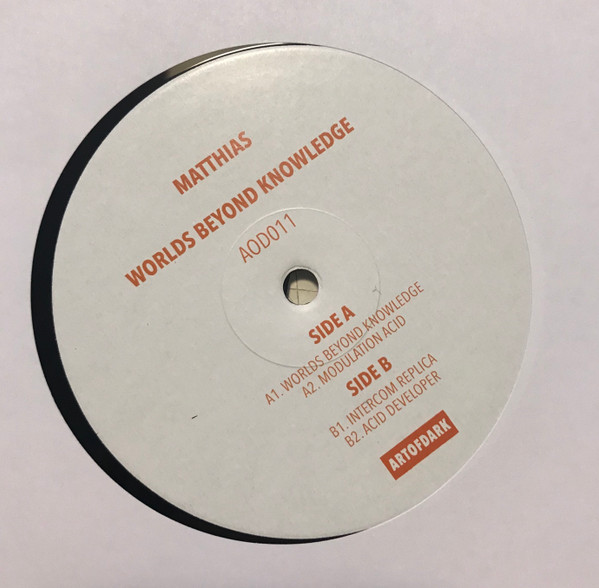 MATTHIAS
WORLDS BEYOND KNOWLEDGE
AOD011
SIDE A
A1. WORLDS BEYOND KNOWLEDGE
A2. MODULATION ACID
SIDE B
B1. INTERCOM REPLICA
B2. ACID DEVELOPER
ARTOFDARK